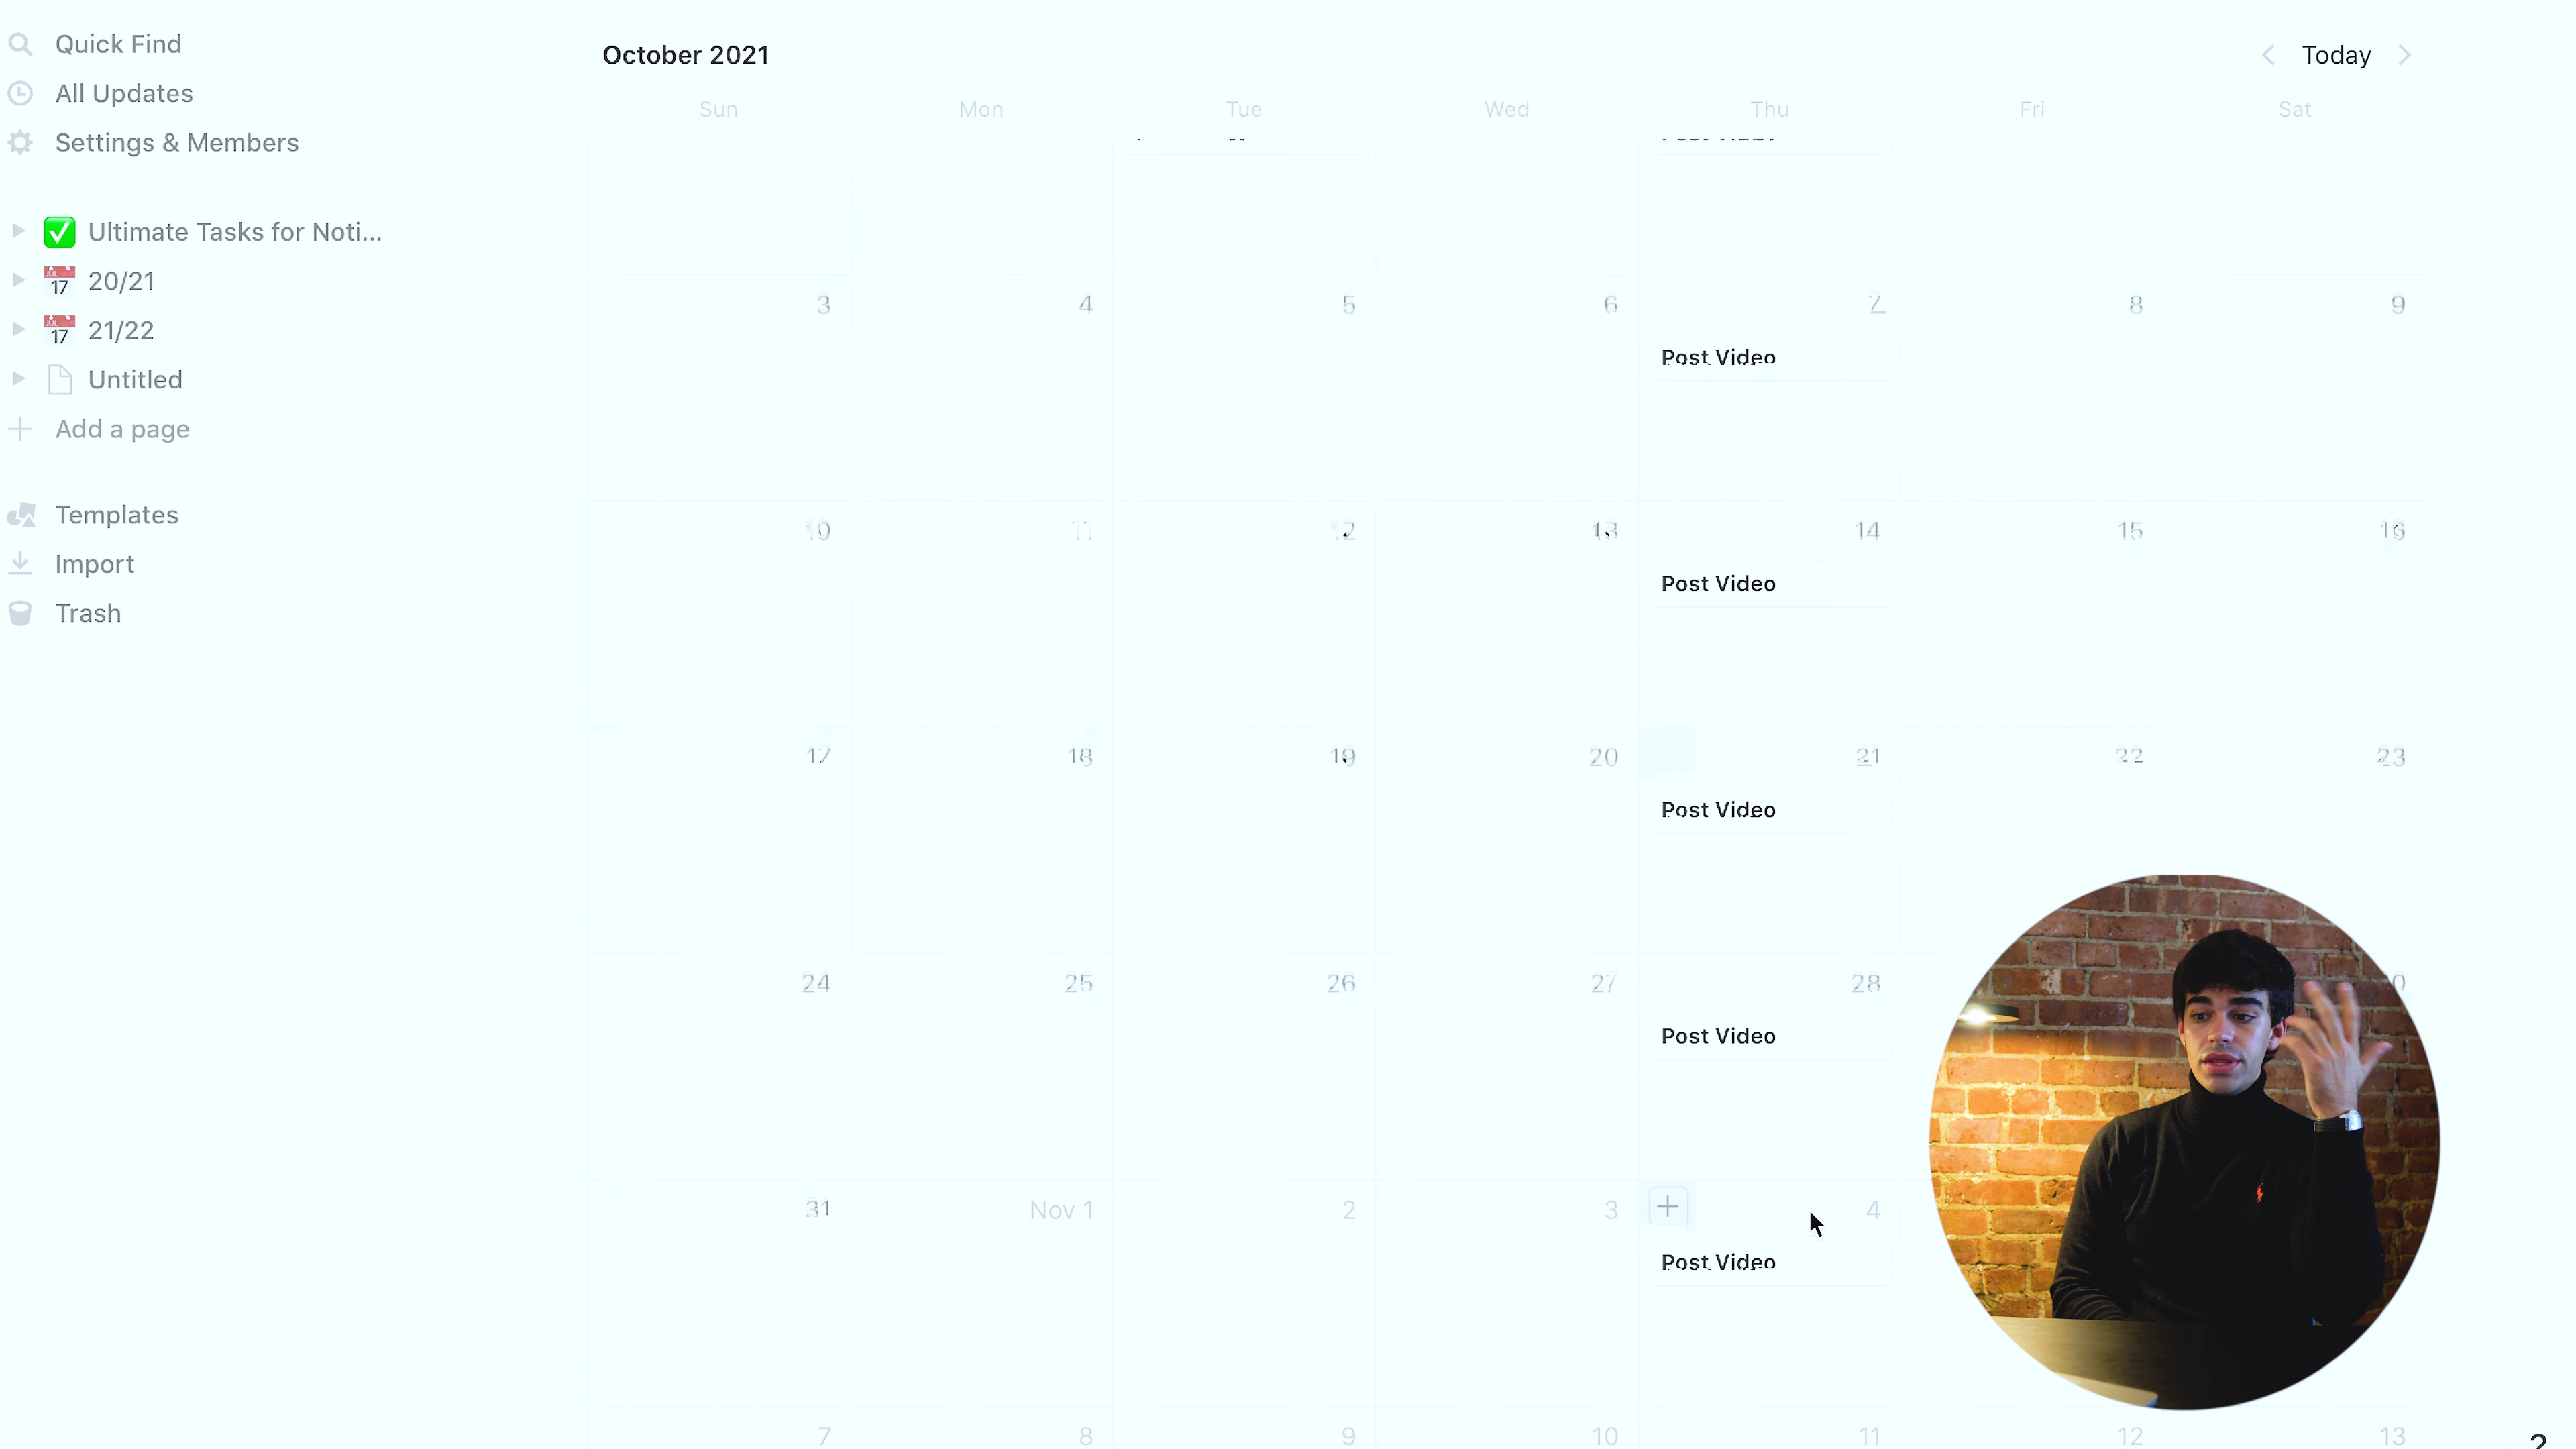 Quick Find
All Updates
Settings & Members
Ultimate Tasks for Noti...
JUL 17 20/21
JUL 17 21/22
Untitled
Add a page
Templates
Import
Trash
October 2021
Today
Sun Mon Tue Wed Thu Fri Sat
3 4 5 6 7 8 9
Post Video
10 11 12 13 14 15 16
Post Video
17 18 19 20 21 22 23
Post Video
24 25 26 27 28
Post Video
31 Nov 1 2 3 4
Post Video
7 8 9 10 11 12 13
?